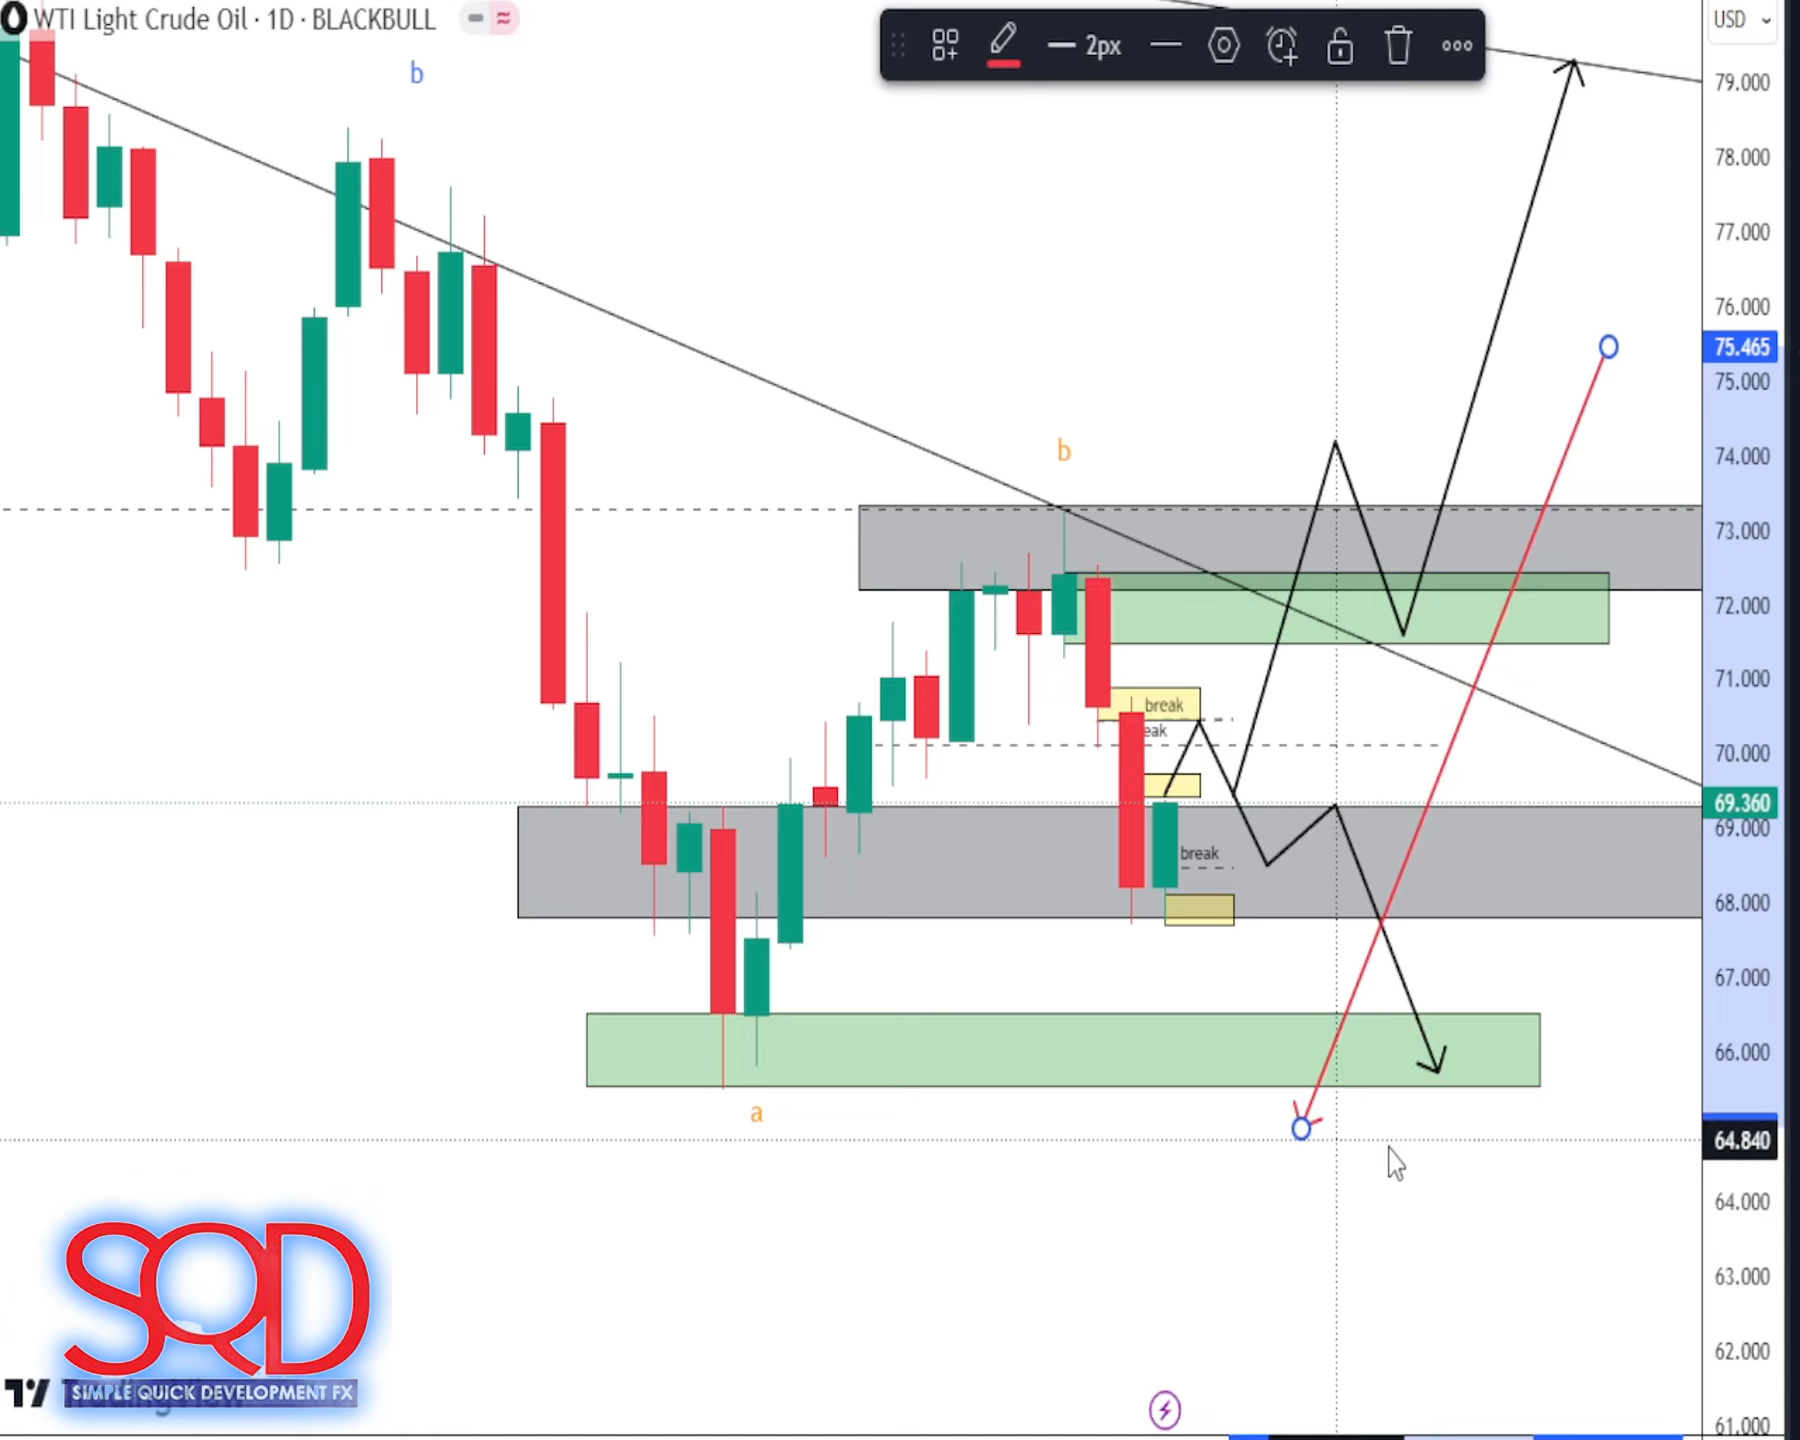 WTI Light Crude Oil · 1D · BLACKBULL
USD
2px
b
79.000
78.000
77.000
76.000
75.465
75.000
b
74.000
73.000
72.000
71.000
break
eak
70.000
69.360
69.000
break
68.000
67.000
66.000
a
64.840
64.000
63.000
62.000
61.000
SQD
SIMPLE QUICK DEVELOPMENT FX